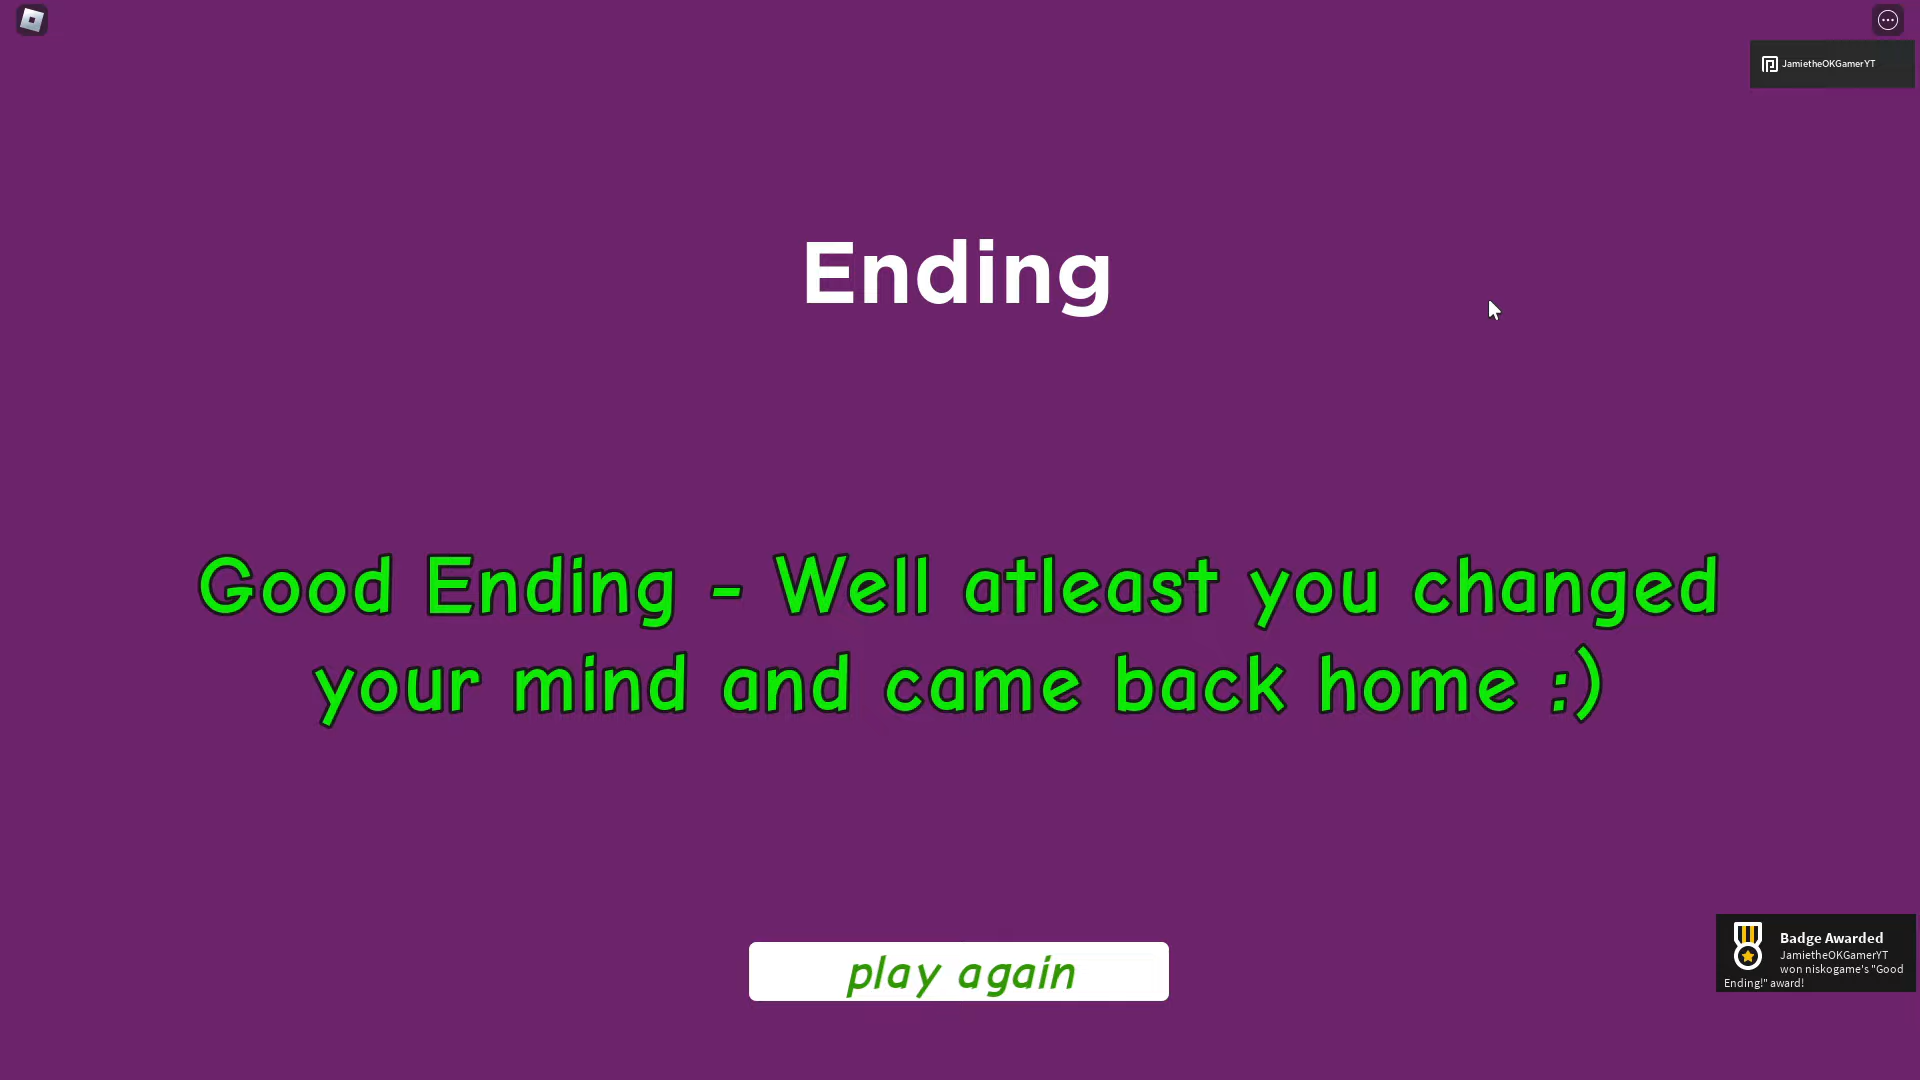 JamietheOKGamerYT
Ending
Good Ending - Well atleast you changed
your mind and came back home :)
play again
Badge Awarded
JamietheOKGamerYT
won niskogame's "Good
Ending!" award!